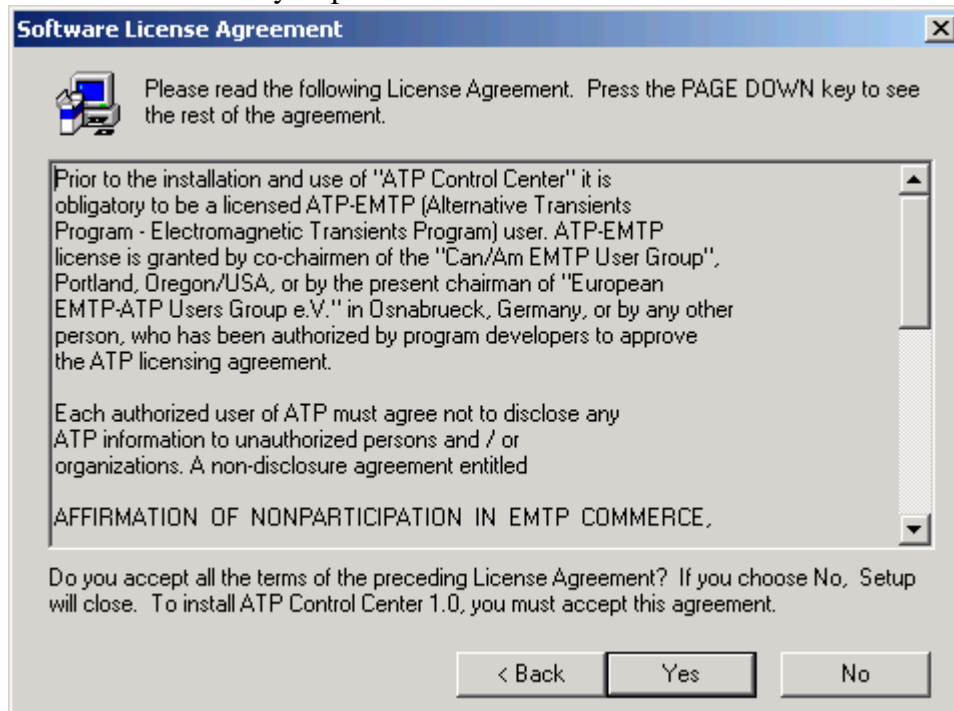 Software License Agreement
Please read the following License Agreement.  Press the PAGE DOWN key to see
the rest of the agreement.
Prior to the installation and use of "ATP Control Center" it is
obligatory to be a licensed ATP-EMTP (Alternative Transients
Program - Electromagnetic Transients Program) user. ATP-EMTP
license is granted by co-chairmen of the "Can/Am EMTP User Group",
Portland, Oregon/USA, or by the present chairman of "European
EMTP-ATP Users Group e.V." in Osnabrueck, Germany, or by any other
person, who has been authorized by program developers to approve
the ATP licensing agreement.
Each authorized user of ATP must agree not to disclose any
ATP information to unauthorized persons and / or
organizations. A non-disclosure agreement entitled
AFFIRMATION  OF  NONPARTICIPATION  IN  EMTP  COMMERCE,
Do you accept all the terms of the preceding License Agreement?  If you choose No,  Setup
will close.  To install ATP Control Center 1.0, you must accept this agreement.
< Back
Yes
No